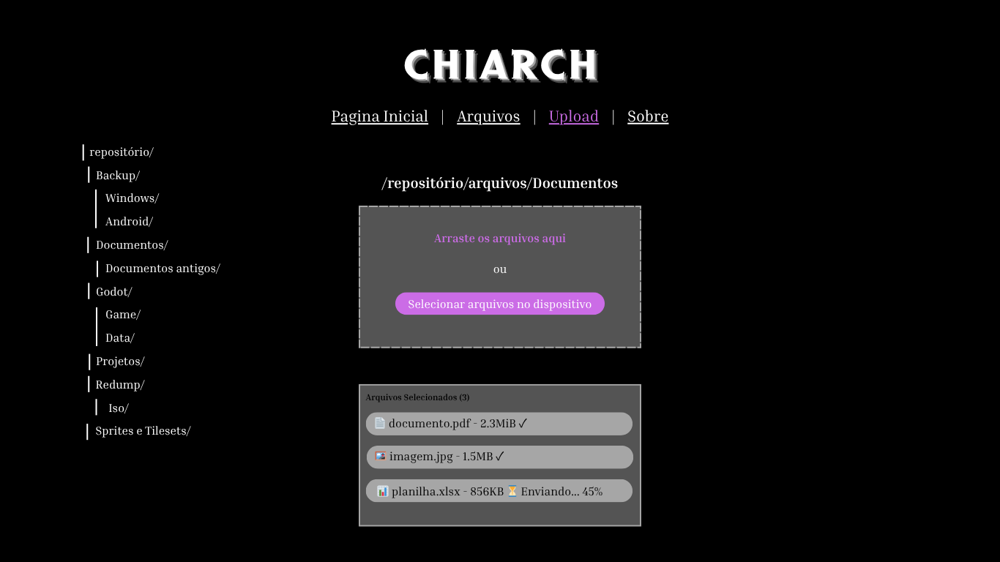 CHIARCH
Pagina Inicial | Arquivos | Upload | Sobre
repositório/
Backup/
Windows/
Android/
Documentos/
Documentos antigos/
Godot/
Game/
Data/
Projetos/
Redump/
Iso/
Sprites e Tilesets/
/repositório/arquivos/Documentos
Arraste os arquivos aqui
ou
Selecionar arquivos no dispositivo
Arquivos Selecionados (3)
📄 documento.pdf - 2.3MiB ✓
🖼️ imagem.jpg - 1.5MB ✓
📊 planilha.xlsx - 856KB ⏳ Enviando... 45%